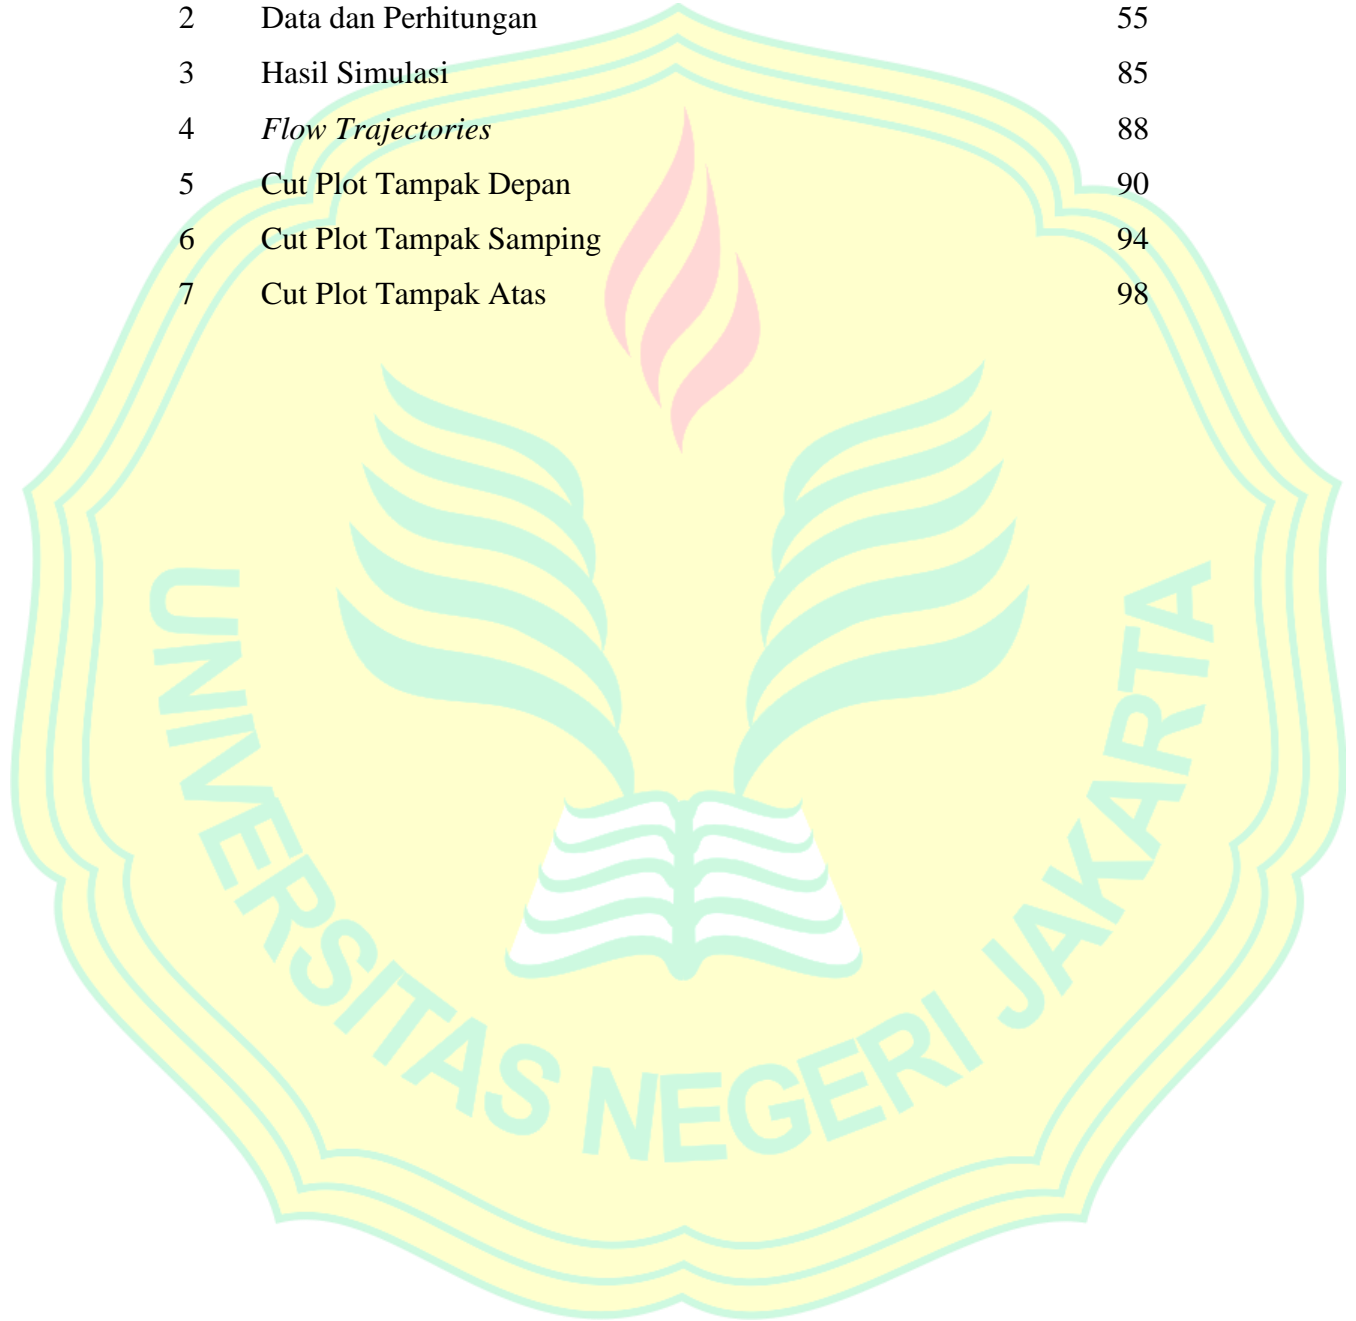 2 Data dan Perhitungan 55
3 Hasil Simulasi 85
4 Flow Trajectories 88
5 Cut Plot Tampak Depan 90
6 Cut Plot Tampak Samping 94
7 Cut Plot Tampak Atas 98
UNIVERSITAS NEGERI JAKARTA